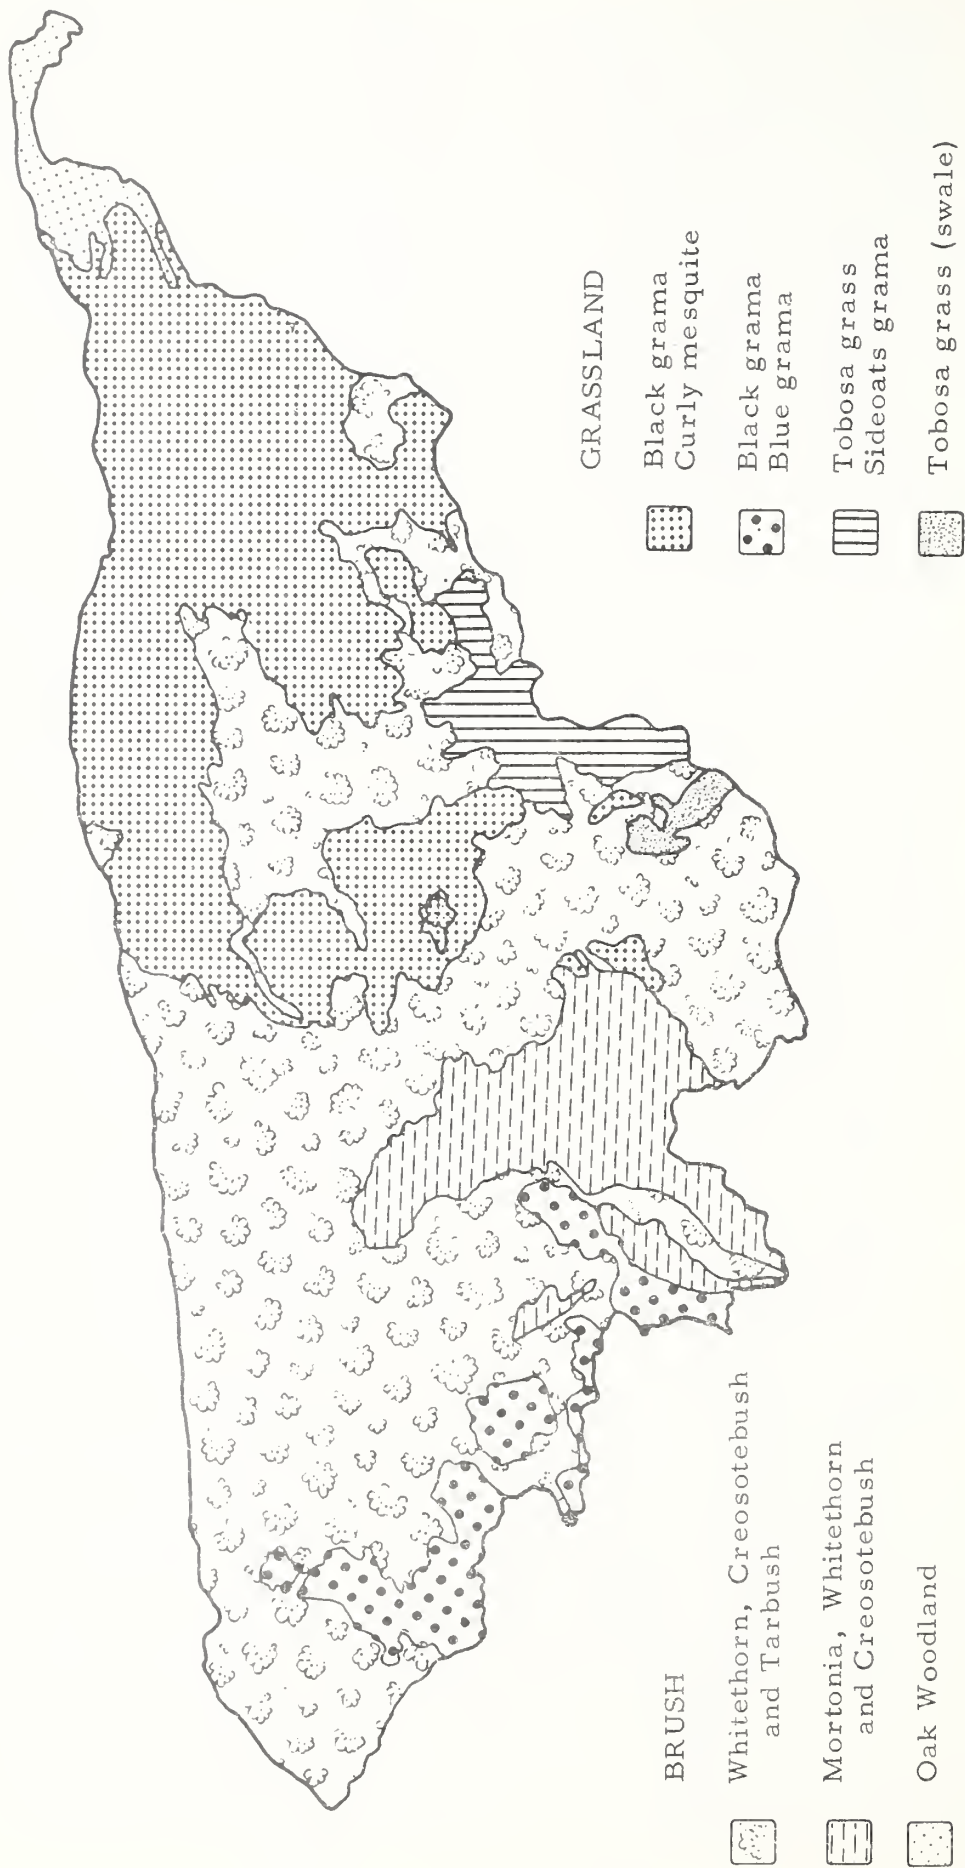 BRUSH
Whitethorn, Creosotebush
and Tarbush
Mortonia, Whitethorn
and Creosotebush
Oak Woodland
GRASSLAND
Black grama
Curly mesquite
Black grama
Blue grama
Tobosa grass
Sideoats grama
Tobosa grass (swale)